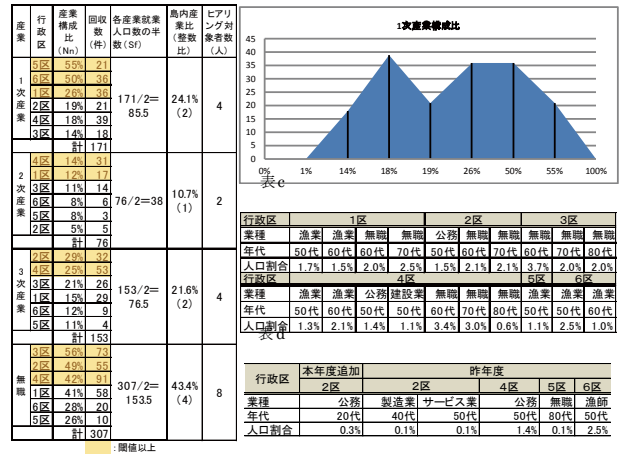 産業 行政区 産業構成比(Nn) 回収数(件) 各産業就業人口数の半数(Sf) 島内産業比(整数比) ヒアリング対象者数(人)
1次産業 171/2=85.5 24.1%(2) 4
5区 55% 21
6区 50% 36
1区 26% 36
2区 19% 21
4区 18% 39
3区 14% 18
計 171
2次産業 76/2=38 10.7%(1) 2
4区 14% 31
1区 12% 17
3区 11% 14
6区 8% 6
5区 8% 3
2区 5% 5
計 76
3次産業 153/2=76.5 21.6%(2) 4
2区 29% 32
4区 25% 53
3区 21% 26
1区 15% 29
6区 12% 9
5区 11% 4
計 153
無職 307/2=153.5 43.4%(4) 8
3区 56% 73
2区 49% 55
4区 42% 91
1区 41% 58
6区 28% 20
5区 26% 10
計 307
:閾値以上
1次産業構成比
45
40
35
30
25
20
15
10
5
0
0% 1% 14% 18% 19% 26% 50% 55% 100%
表c
行政区 1区 2区 3区
業種 漁業 漁業 無職 無職 公務 無職 無職 無職 無職 無職
年代 50代 60代 60代 70代 50代 60代 70代 60代 70代 80代
人口割合 1.7% 1.5% 2.0% 2.5% 1.5% 2.1% 2.1% 3.7% 2.0% 2.0%
行政区 4区 5区 6区
業種 漁業 漁業 公務 建設業 無職 無職 無職 漁業 漁業 漁業
年代 50代 60代 60代 50代 60代 70代 80代 50代 50代 60代
人口割合 1.3% 2.1% 1.4% 1.1% 3.4% 3.0% 0.6% 1.1% 2.5% 1.0%
表d
行政区 本年度追加 昨年度
2区 2区 4区 5区 6区
業種 公務 製造業 サービス業 公務 無職 漁師
年代 20代 40代 50代 50代 80代 50代
人口割合 0.3% 0.1% 0.1% 1.4% 0.1% 2.5%